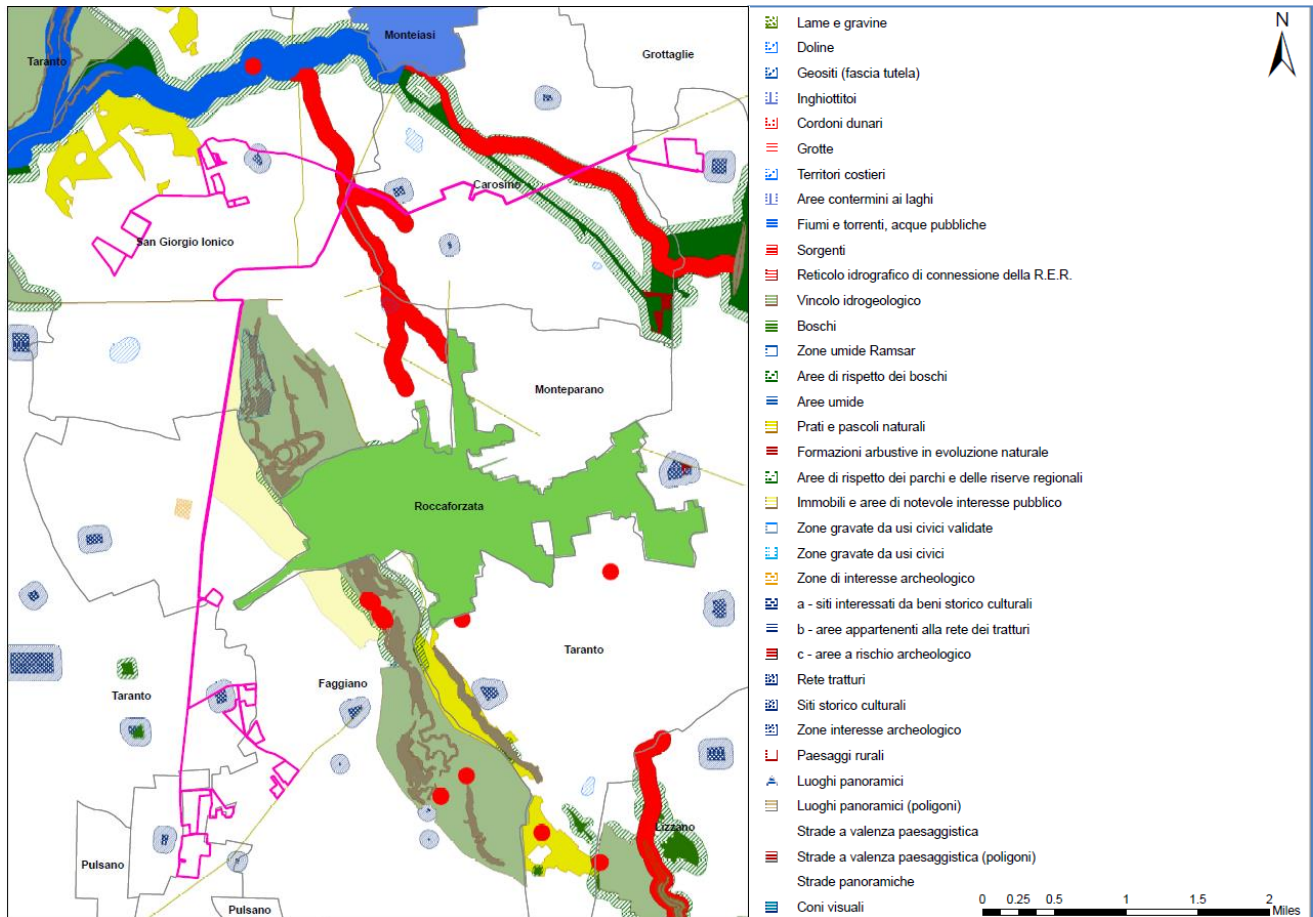 Monteiasi
Taranto
Grottaglie
Carosino
San Giorgio Ionico
Monteparano
Roccaforzata
Taranto
Faggiano
Taranto
Lizzano
Pulsano
Pulsano
Lame e gravine
Doline
Geositi (fascia tutela)
Inghiottitoi
Cordoni dunari
Grotte
Territori costieri
Aree contermini ai laghi
Fiumi e torrenti, acque pubbliche
Sorgenti
Reticolo idrografico di connessione della R.E.R.
Vincolo idrogeologico
Boschi
Zone umide Ramsar
Aree di rispetto dei boschi
Aree umide
Prati e pascoli naturali
Formazioni arbustive in evoluzione naturale
Aree di rispetto dei parchi e delle riserve regionali
Immobili e aree di notevole interesse pubblico
Zone gravate da usi civici validate
Zone gravate da usi civici
Zone di interesse archeologico
a - siti interessati da beni storico culturali
b - aree appartenenti alla rete dei tratturi
c - aree a rischio archeologico
Rete tratturi
Siti storico culturali
Zone interesse archeologico
Paesaggi rurali
Luoghi panoramici
Luoghi panoramici (poligoni)
Strade a valenza paesaggistica
Strade a valenza paesaggistica (poligoni)
Strade panoramiche
Coni visuali
N
0 0.25 0.5 1 1.5 2
Miles